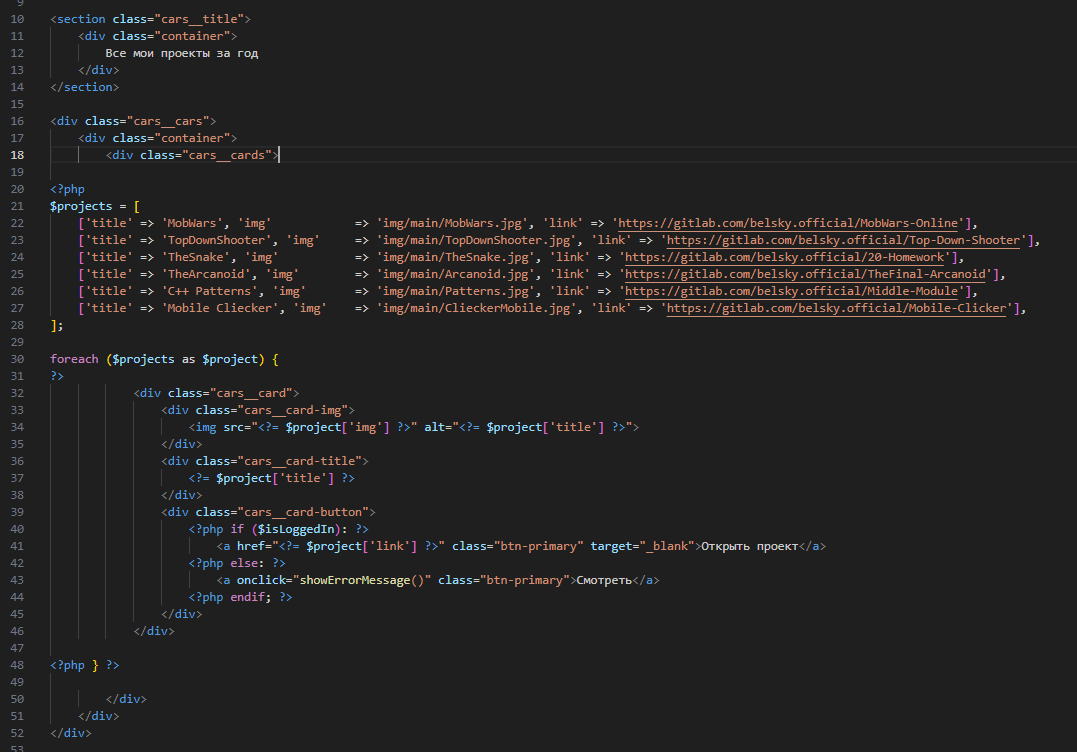 9
10 <section class="cars__title">
11     <div class="container">
12         Все мои проекты за год
13     </div>
14 </section>
15
16 <div class="cars__cars">
17     <div class="container">
18         <div class="cars__cards">
19
20 <?php
21 $projects = [
22     ['title' => 'MobWars', 'img'            => 'img/main/MobWars.jpg', 'link' => 'https://gitlab.com/belsky.official/MobWars-Online'],
23     ['title' => 'TopDownShooter', 'img'     => 'img/main/TopDownShooter.jpg', 'link' => 'https://gitlab.com/belsky.official/Top-Down-Shooter'],
24     ['title' => 'TheSnake', 'img'           => 'img/main/TheSnake.jpg', 'link' => 'https://gitlab.com/belsky.official/20-Homework'],
25     ['title' => 'TheArcanoid', 'img'        => 'img/main/Arcanoid.jpg', 'link' => 'https://gitlab.com/belsky.official/TheFinal-Arcanoid'],
26     ['title' => 'C++ Patterns', 'img'       => 'img/main/Patterns.jpg', 'link' => 'https://gitlab.com/belsky.official/Middle-Module'],
27     ['title' => 'Mobile Cliecker', 'img'    => 'img/main/ClieckerMobile.jpg', 'link' => 'https://gitlab.com/belsky.official/Mobile-Clicker'],
28 ];
29
30 foreach ($projects as $project) {
31 ?>
32             <div class="cars__card">
33                 <div class="cars__card-img">
34                     <img src="<?= $project['img'] ?>" alt="<?= $project['title'] ?>">
35                 </div>
36                 <div class="cars__card-title">
37                     <?= $project['title'] ?>
38                 </div>
39                 <div class="cars__card-button">
40                     <?php if ($isLoggedIn): ?>
41                         <a href="<?= $project['link'] ?>" class="btn-primary" target="_blank">Открыть проект</a>
42                     <?php else: ?>
43                         <a onclick="showErrorMessage()" class="btn-primary">Смотреть</a>
44                     <?php endif; ?>
45                 </div>
46             </div>
47
48 <?php } ?>
49
50         </div>
51     </div>
52 </div>
53